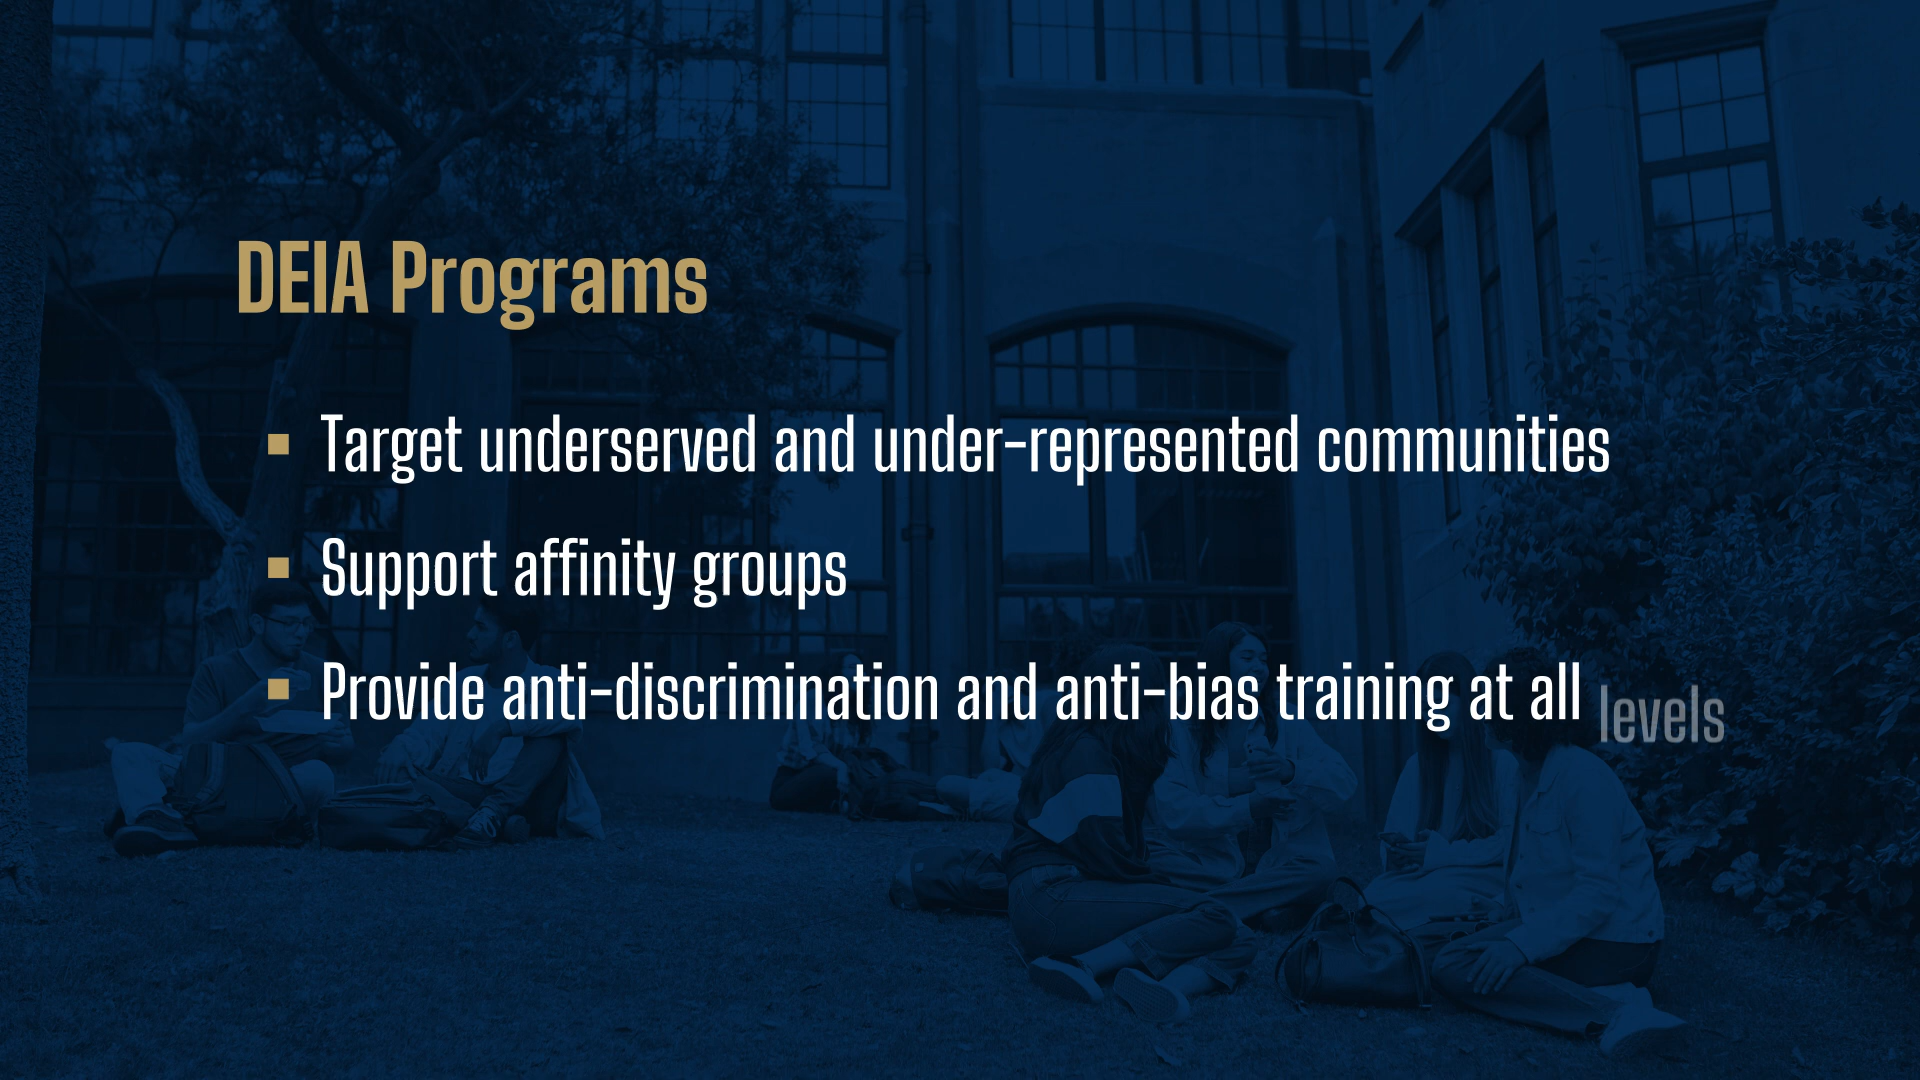 DEIA Programs
Target underserved and under-represented communities
Support affinity groups
Provide anti-discrimination and anti-bias training at all levels